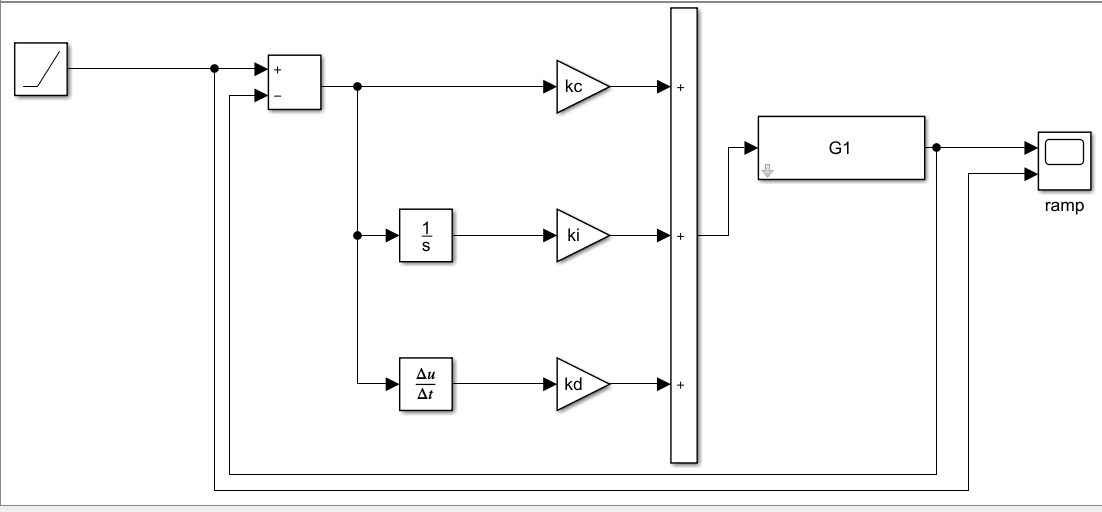 +
−
kc
+
G1
ramp
1
s
ki
+
Δu
Δt
kd
+